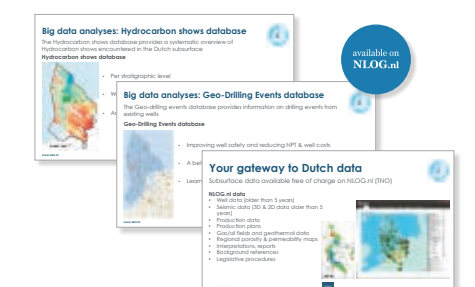 Big data analyses: Hydrocarbon shows database
The Hydrocarbon shows database provides a systematic overview of
Hydrocarbon shows encountered in the Dutch subsurface
Hydrocarbon shows database
• Per stratigraphic level
available on
NLOG.nl
Big data analyses: Geo-Drilling Events database
The Geo-drilling events database provides information on drilling events from
existing wells
Geo-Drilling Events database
• Improving well safety and reducing NPT & well costs
Your gateway to Dutch data
Subsurface data available free of charge on NLOG.nl (TNO)
NLOG.nl data
• Well data (older than 5 years)
• Seismic data (3D & 2D data older than 5
years)
• Production data
• Production plans
• Gas/oil fields and geothermal data
• Regional porosity & permeability maps
• Interpretations, reports
• Background references
• Legislative procedures